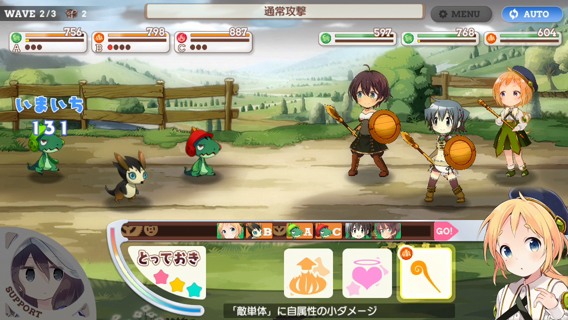 WAVE 2/3 2
通常攻撃
MENU
AUTO
756
798
887
597
768
604
A
B
C
いまいち
131
B A C GO!
とっておき
SUPPORT
「敵単体」に自属性の小ダメージ